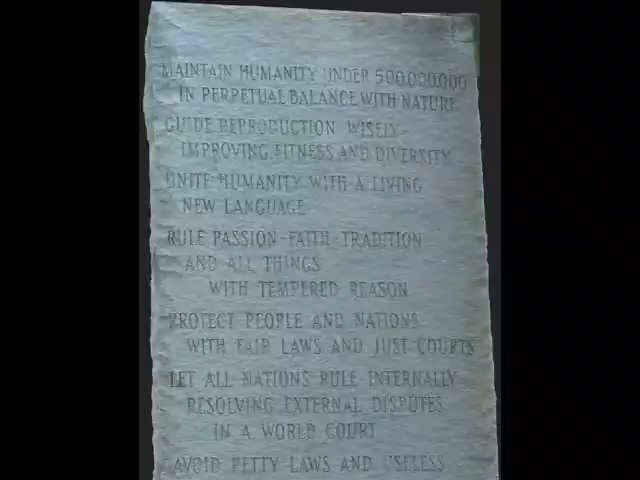 MAINTAIN HUMANITY UNDER 500,000,000
IN PERPETUAL BALANCE WITH NATURE
GUIDE REPRODUCTION WISELY-
IMPROVING FITNESS AND DIVERSITY
UNITE HUMANITY WITH A LIVING
NEW LANGUAGE
RULE PASSION-FAITH-TRADITION
AND ALL THINGS
WITH TEMPERED REASON
PROTECT PEOPLE AND NATIONS
WITH FAIR LAWS AND JUST COURTS
LET ALL NATIONS RULE INTERNALLY
RESOLVING EXTERNAL DISPUTES
IN A WORLD COURT
AVOID PETTY LAWS AND USELESS